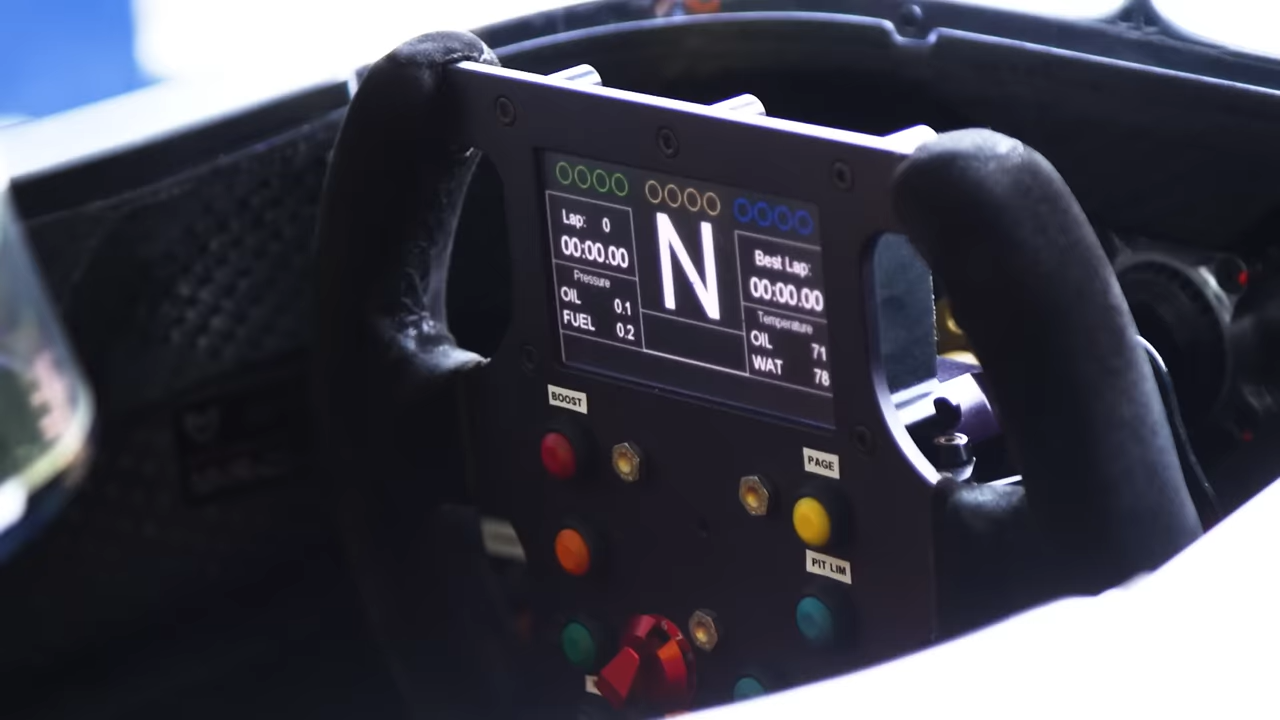 Lap: 0
00:00.00
Pressure
OIL 0.1
FUEL 0.2
N
Best Lap:
00:00.00
Temperature
OIL 71
WAT 78
BOOST
PAGE
PIT LIM